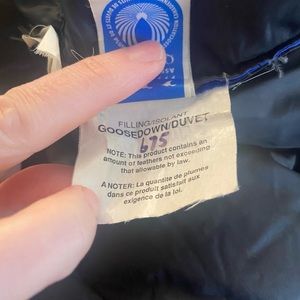 FILLING/ISOLANT
GOOSEDOWN/DUVET
675
NOTE: This product contains an
amount of feathers not exceeding
that allowable by law.
A NOTER: La quantite de plumes
dans ce produit satisfait aux
exigence de la loi.